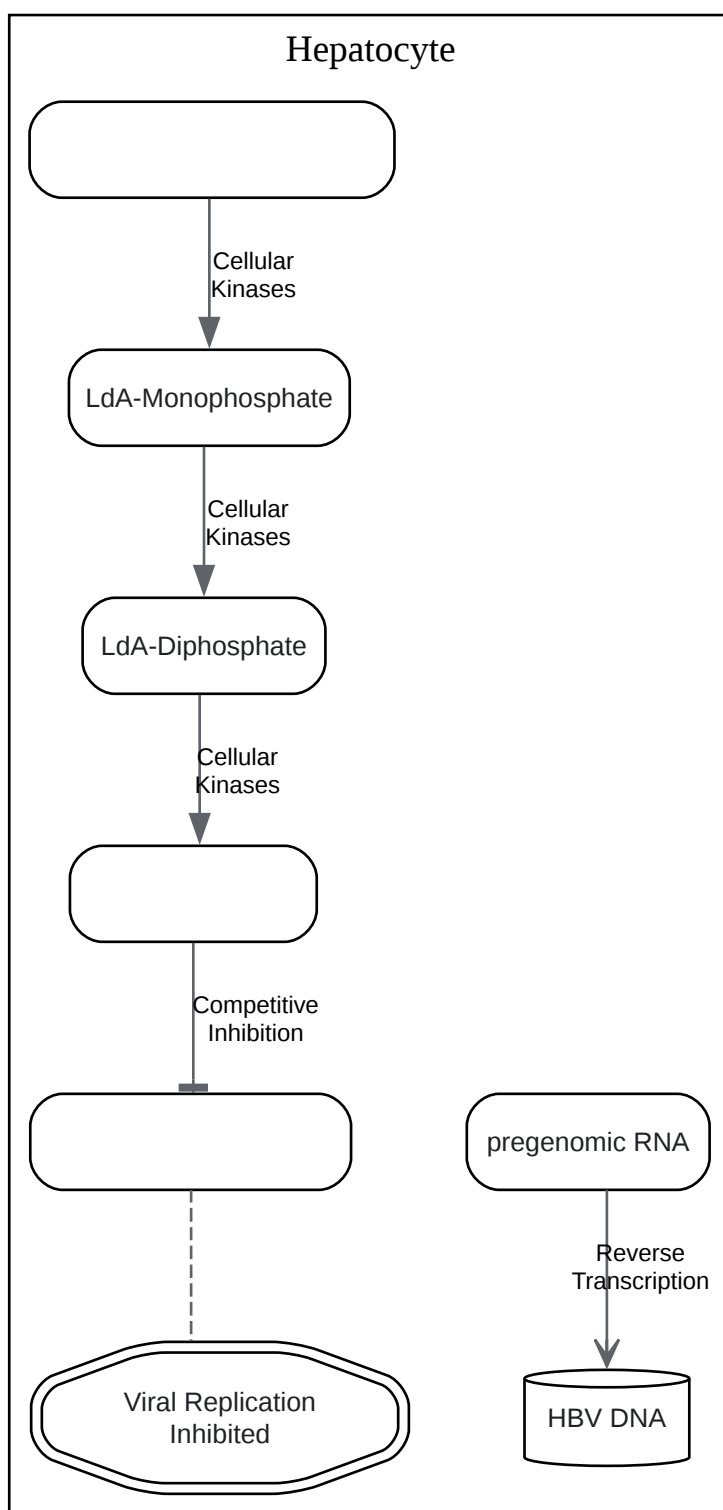 Hepatocyte
Cellular
Kinases
LdA-Monophosphate
Cellular
Kinases
LdA-Diphosphate
Cellular
Kinases
Competitive
Inhibition
pregenomic RNA
Reverse
Transcription
Viral Replication
Inhibited
HBV DNA